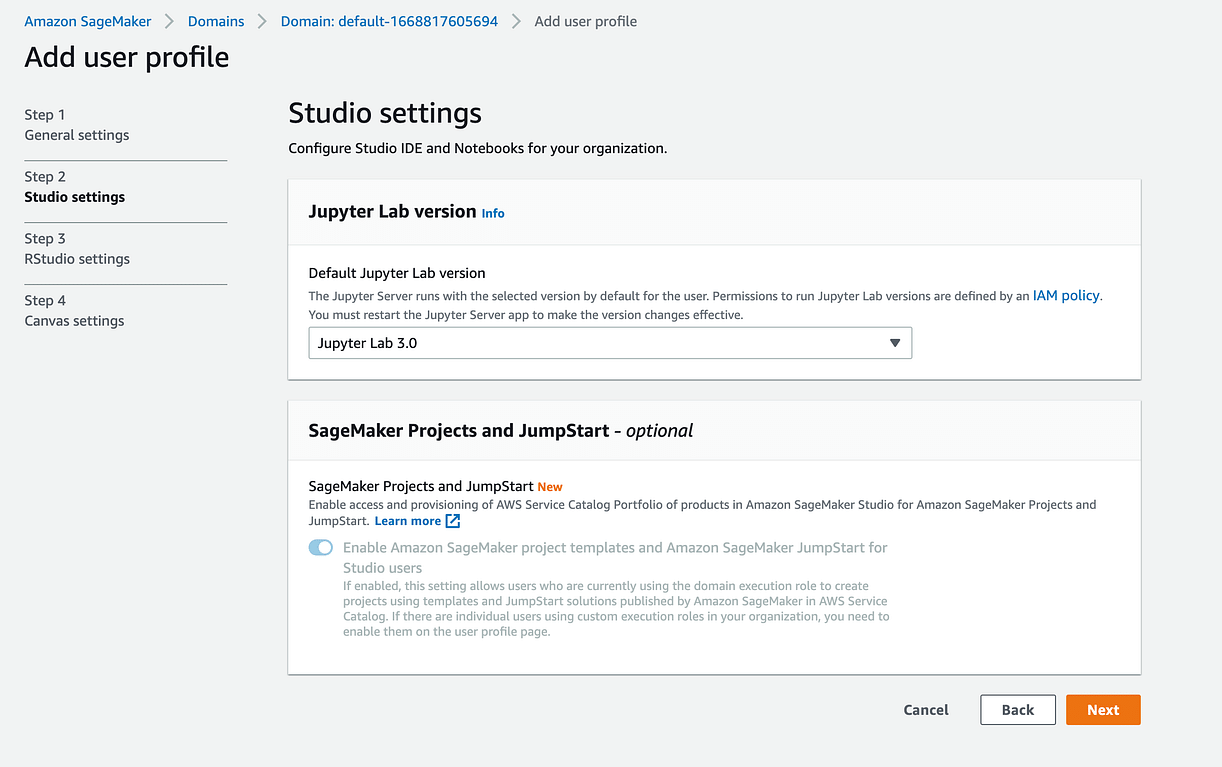 Amazon SageMaker > Domains > Domain: default-1668817605694 > Add user profile
Add user profile
Step 1
General settings
Step 2
Studio settings
Step 3
RStudio settings
Step 4
Canvas settings
Studio settings
Configure Studio IDE and Notebooks for your organization.
Jupyter Lab version Info
Default Jupyter Lab version
The Jupyter Server runs with the selected version by default for the user. Permissions to run Jupyter Lab versions are defined by an IAM policy.
You must restart the Jupyter Server app to make the version changes effective.
Jupyter Lab 3.0
SageMaker Projects and JumpStart - optional
SageMaker Projects and JumpStart New
Enable access and provisioning of AWS Service Catalog Portfolio of products in Amazon SageMaker Studio for Amazon SageMaker Projects and
JumpStart. Learn more
Enable Amazon SageMaker project templates and Amazon SageMaker JumpStart for
Studio users
If enabled, this setting allows users who are currently using the domain execution role to create
projects using templates and JumpStart solutions published by Amazon SageMaker in AWS Service
Catalog. If there are individual users using custom execution roles in your organization, you need to
enable them on the user profile page.
Cancel Back Next